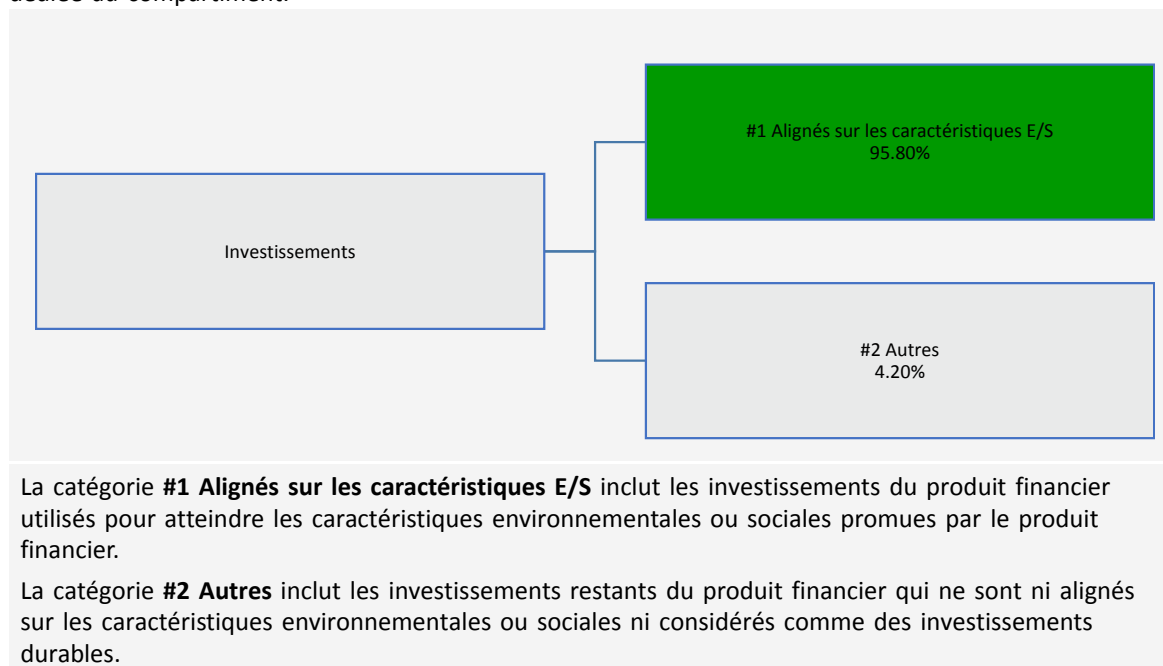 #1 Alignés sur les caractéristiques E/S
95.80%
Investissements
#2 Autres
4.20%
La catégorie #1 Alignés sur les caractéristiques E/S inclut les investissements du produit financier
utilisés pour atteindre les caractéristiques environnementales ou sociales promues par le produit
financier.
La catégorie #2 Autres inclut les investissements restants du produit financier qui ne sont ni alignés
sur les caractéristiques environnementales ou sociales ni considérés comme des investissements
durables.